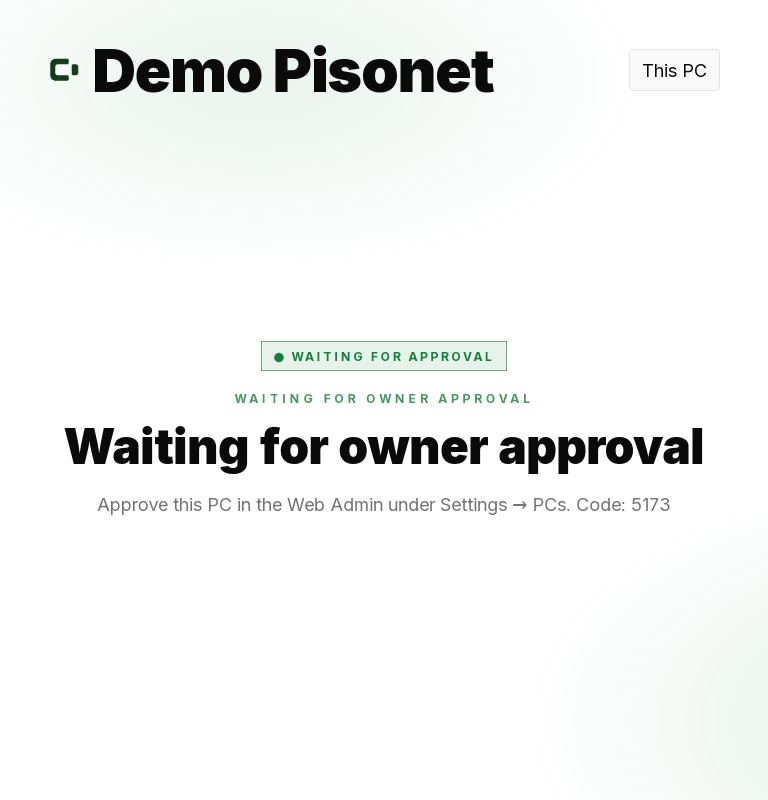 Demo Pisonet
This PC
WAITING FOR APPROVAL
WAITING FOR OWNER APPROVAL
Waiting for owner approval
Approve this PC in the Web Admin under Settings → PCs. Code: 5173